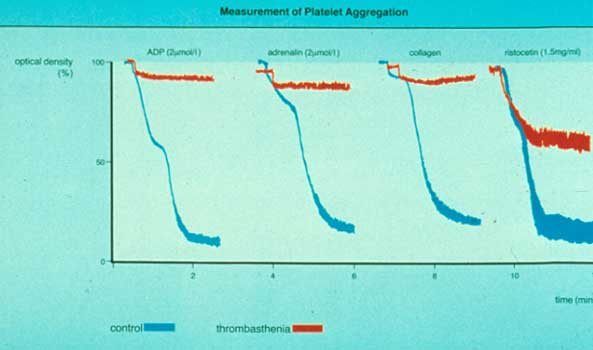 Measurement of Platelet Aggregation
ADP (2µmol/l) adrenalin (2µmol/l) collagen ristocetin (1.5mg/ml)
optical density
(%)
100
50
0
2 4 6 8 10
time (min
control thrombasthenia